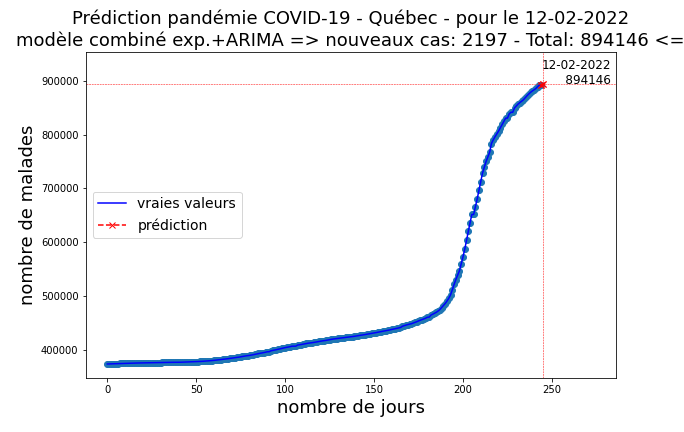 Prédiction pandémie COVID-19 - Québec - pour le 12-02-2022
modèle combiné exp.+ARIMA => nouveaux cas: 2197 - Total: 894146 <=
12-02-2022
894146
900000
800000
700000
600000
500000
400000
nombre de malades
vraies valeurs
prédiction
0 50 100 150 200 250
nombre de jours